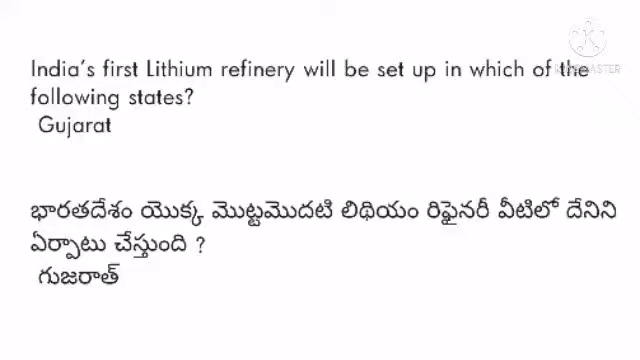 India's first Lithium refinery will be set up in which of the
following states?
Gujarat
భారతదేశం యొక్క మొట్టమొదటి లిథియం రిఫైనరీ వీటిలో దేనిని
ఏర్పాటు చేస్తుంది ?
గుజరాత్